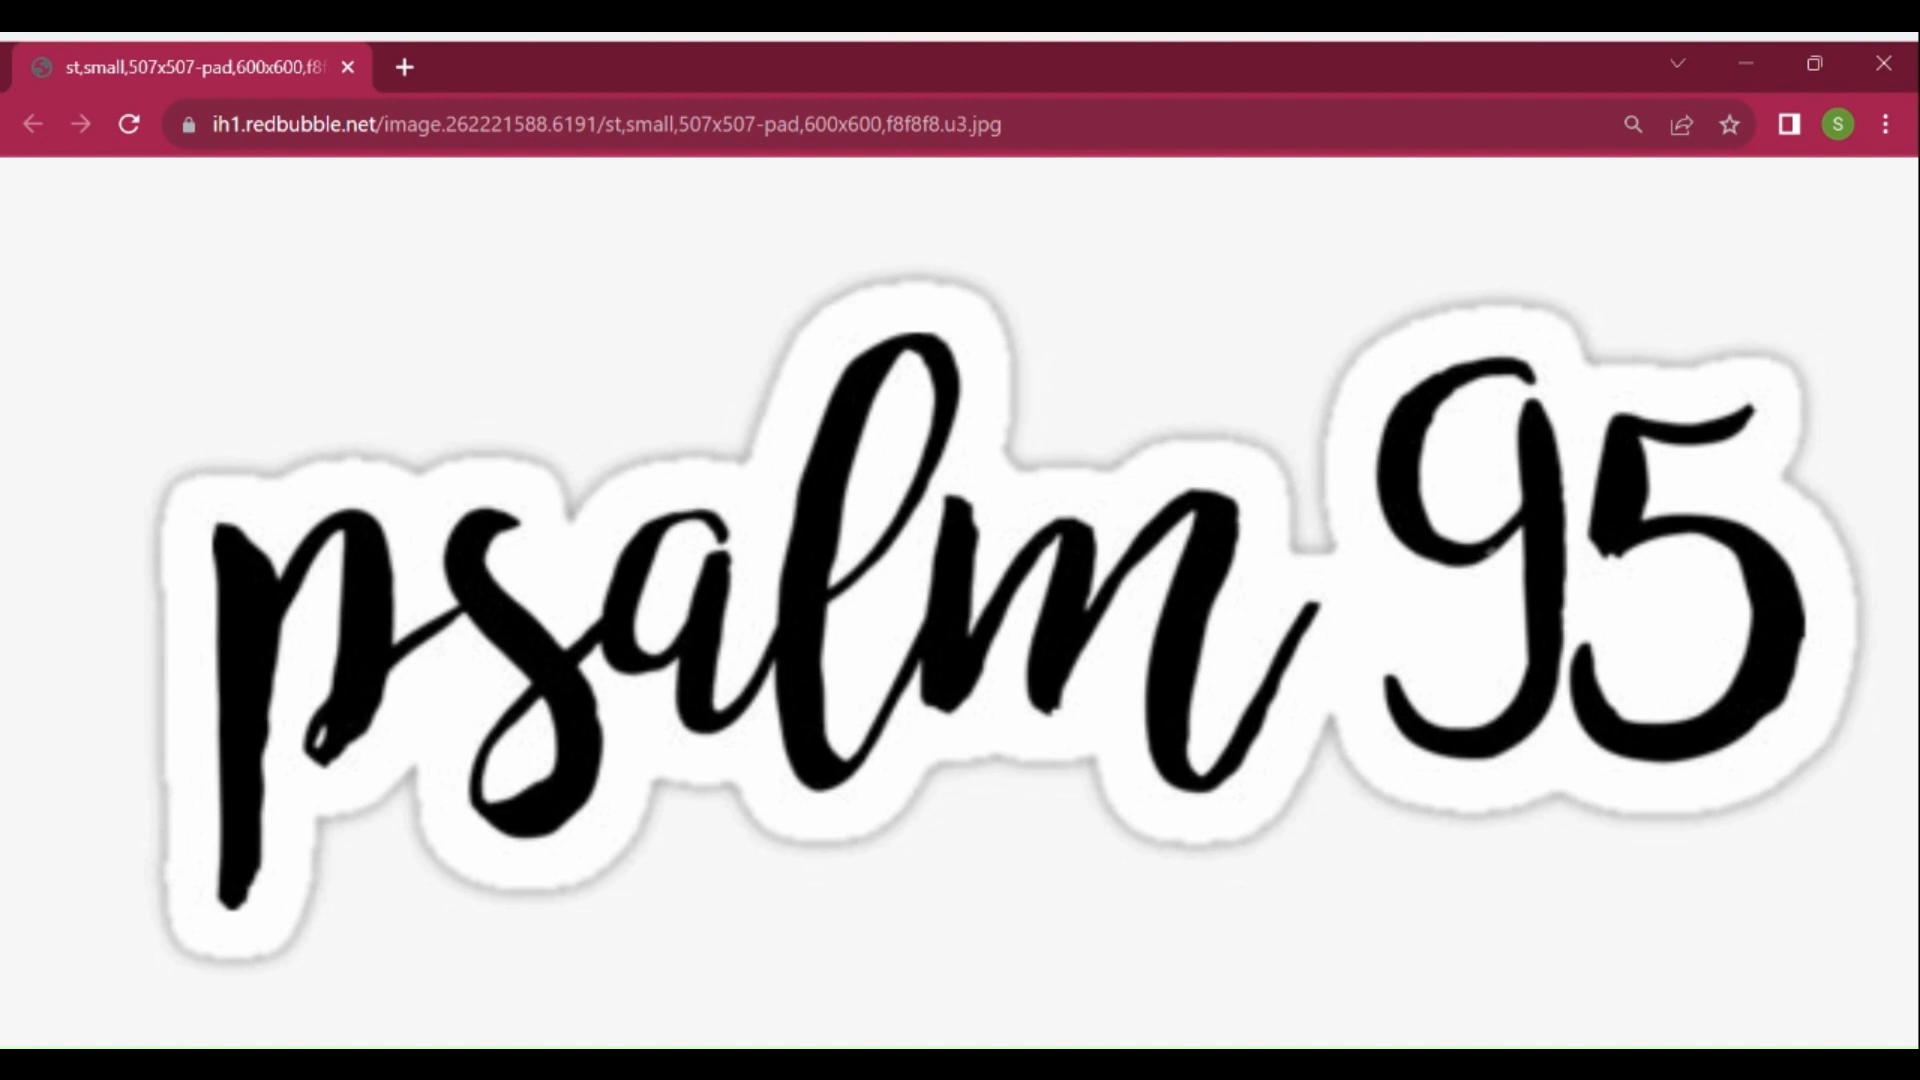 st,small,507x507-pad,600x600,f8f
ih1.redbubble.net/image.262221588.6191/st,small,507x507-pad,600x600,f8f8f8.u3.jpg
S
psalm 95